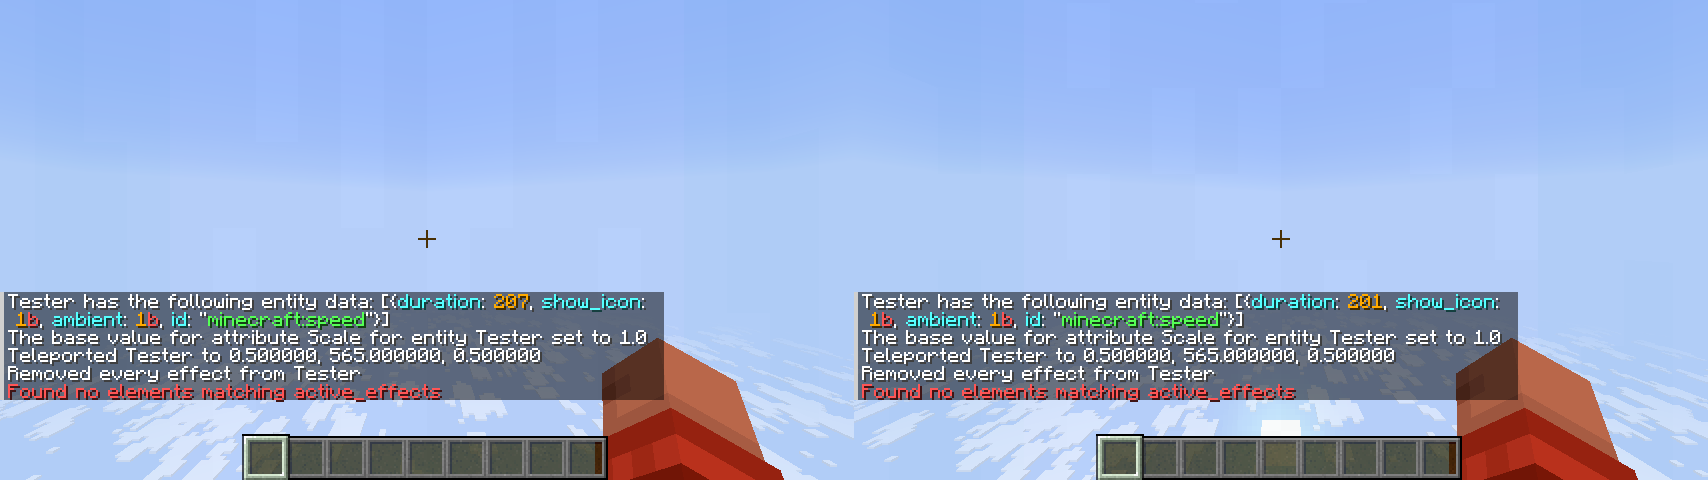 Tester has the following entity data: [{duration: 207, show_icon:
1b, ambient: 1b, id: "minecraft:speed"}]
The base value for attribute Scale for entity Tester set to 1.0
Teleported Tester to 0.500000, 565.000000, 0.500000
Removed every effect from Tester
Found no elements matching active_effects
Tester has the following entity data: [{duration: 201, show_icon:
1b, ambient: 1b, id: "minecraft:speed"}]
The base value for attribute Scale for entity Tester set to 1.0
Teleported Tester to 0.500000, 565.000000, 0.500000
Removed every effect from Tester
Found no elements matching active_effects